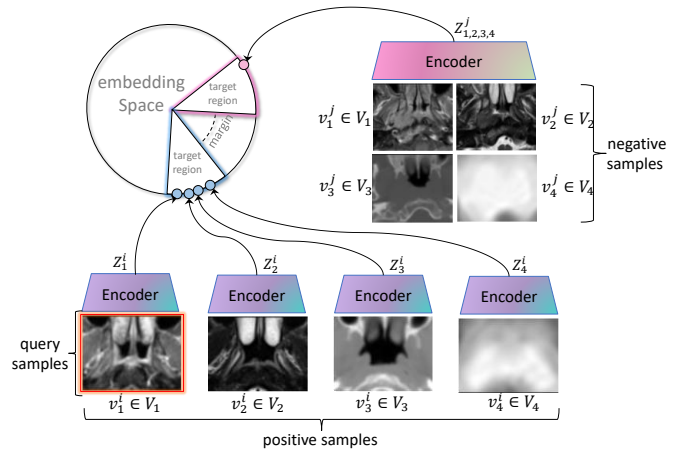 Z^j_{1,2,3,4}
Encoder
embedding
Space
target
region
margin
target
region
v^j_1 ∈ V_1
v^j_2 ∈ V_2
negative
samples
v^j_3 ∈ V_3
v^j_4 ∈ V_4
Z^i_1
Z^i_2
Z^i_3
Z^i_4
Encoder
Encoder
Encoder
Encoder
query
samples
v^i_1 ∈ V_1
v^i_2 ∈ V_2
v^i_3 ∈ V_3
v^i_4 ∈ V_4
positive samples